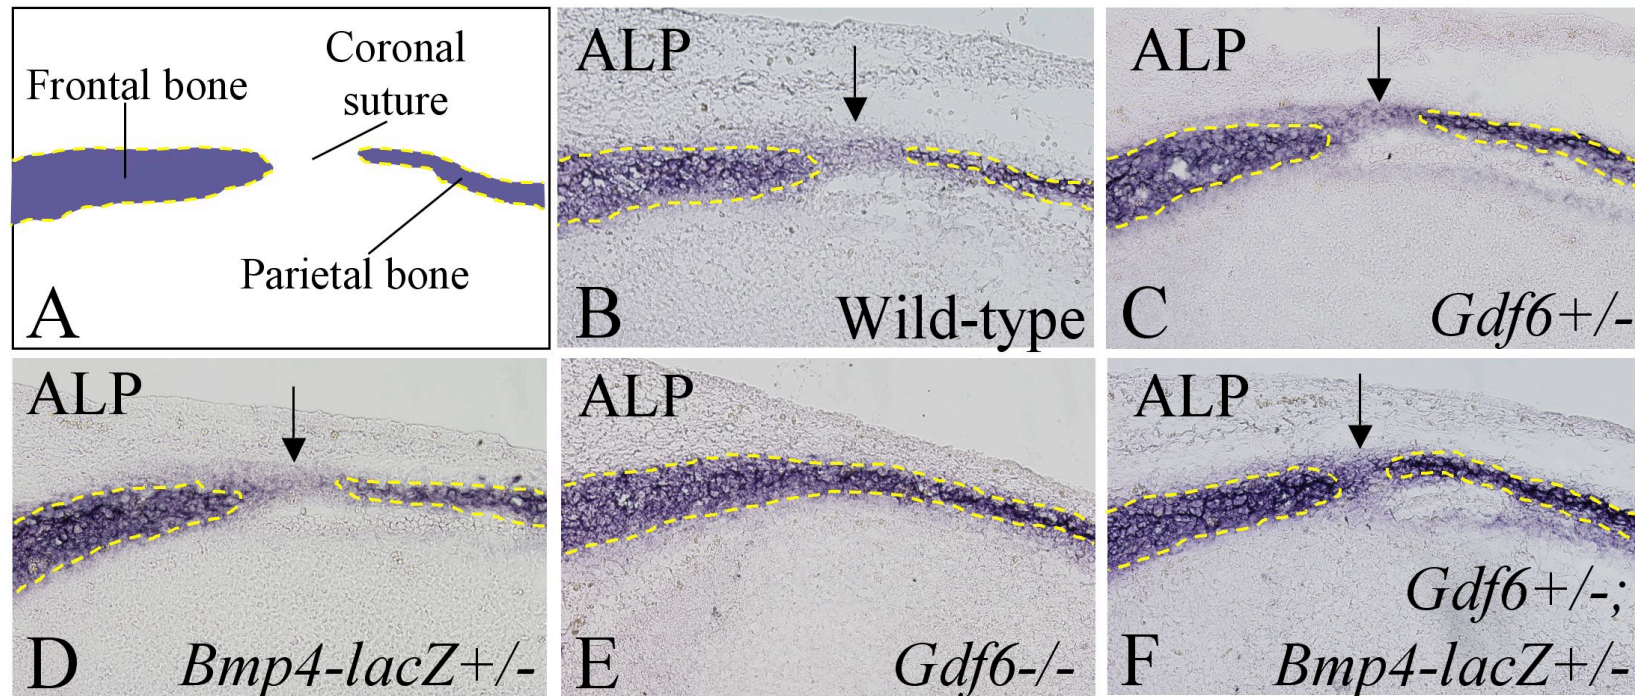 Frontal bone
Coronal
suture
Parietal bone
A
ALP
B
Wild-type
ALP
C
Gdf6+/-
ALP
D
Bmp4-lacZ+/-
ALP
E
Gdf6-/-
ALP
F
Gdf6+/-;
Bmp4-lacZ+/-